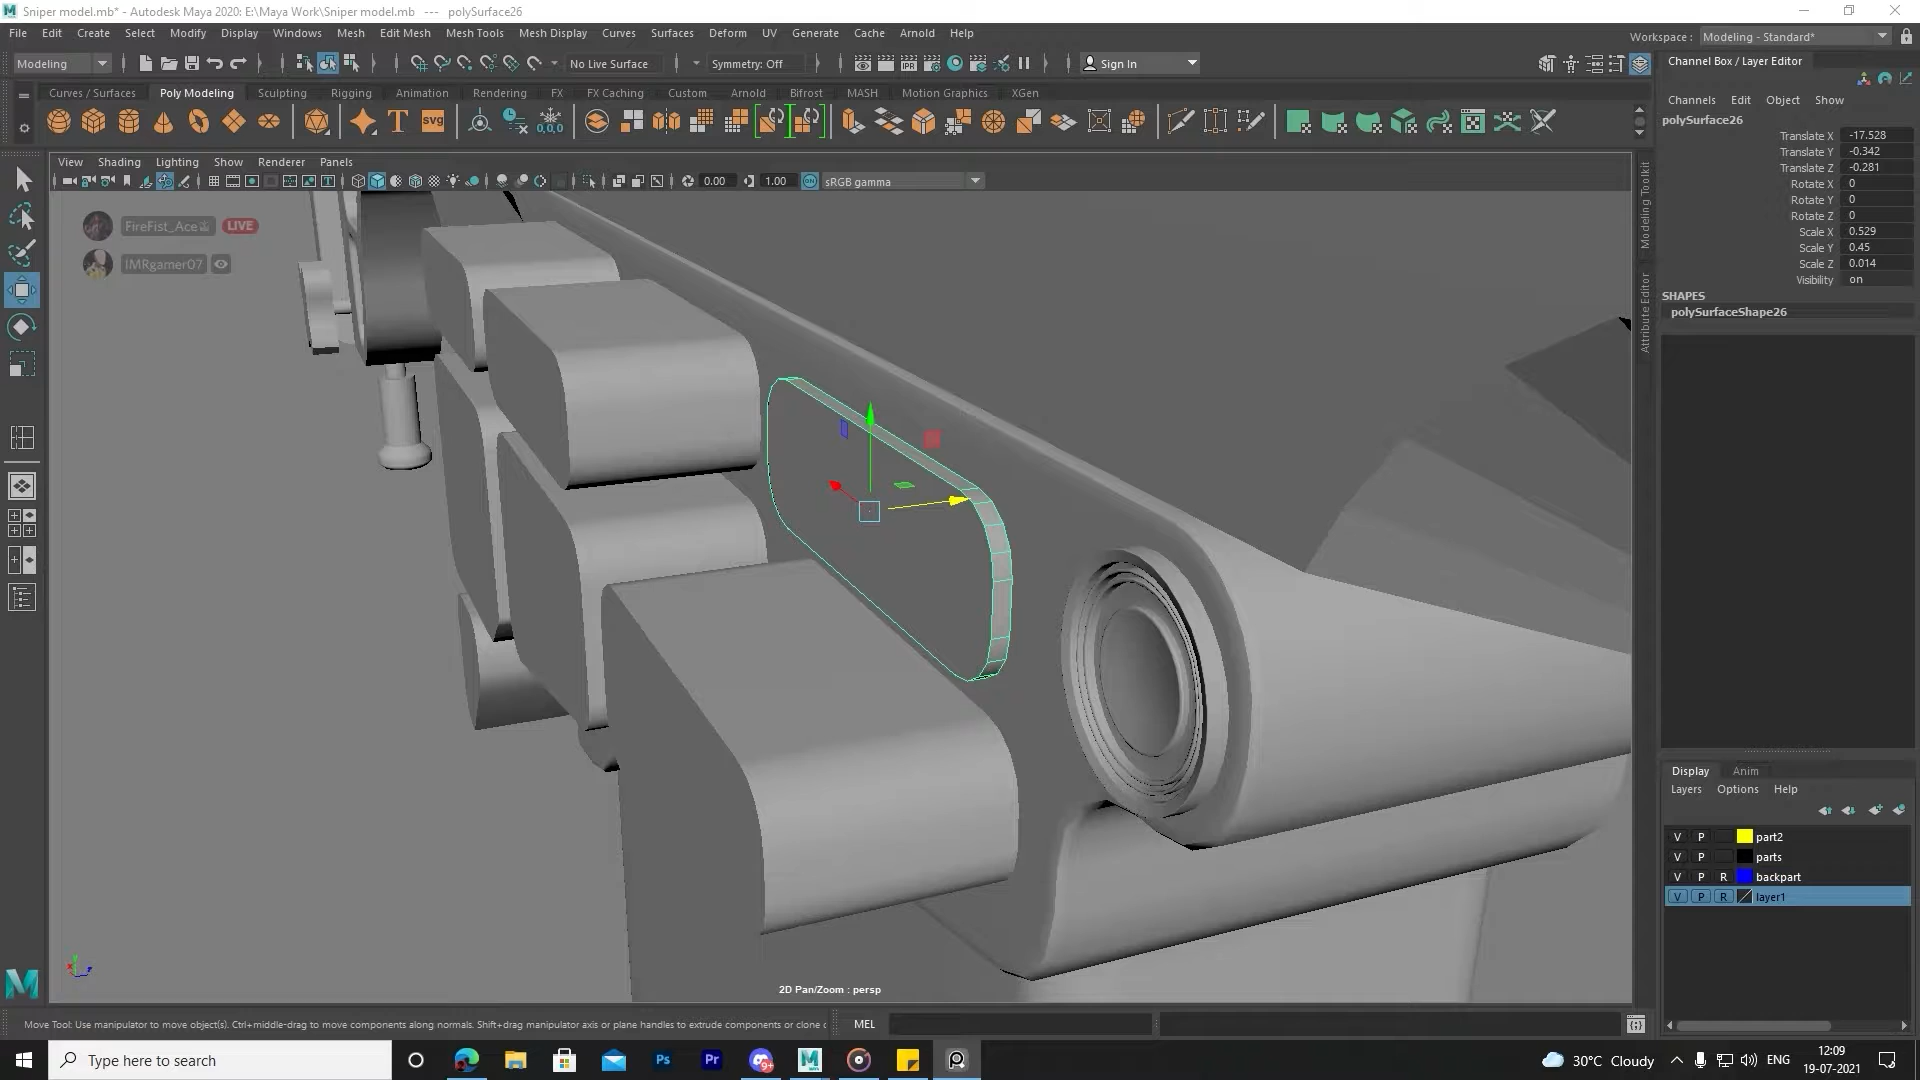 Sniper model.mb* - Autodesk Maya 2020: E:\Maya Work\Sniper model.mb --- polySurface26
File Edit Create Select Modify Display Windows Mesh Edit Mesh Mesh Tools Mesh Display Curves Surfaces Deform UV Generate Cache Arnold Help
Workspace : Modeling - Standard*
Modeling No Live Surface Symmetry: Off Sign In
Channel Box / Layer Editor
Curves / Surfaces Poly Modeling Sculpting Rigging Animation Rendering FX FX Caching Custom Arnold Bifrost MASH Motion Graphics XGen
Channels Edit Object Show
polySurface26
Translate X -17.528
Translate Y -0.342
Translate Z -0.281
Rotate X 0
Rotate Y 0
Rotate Z 0
Scale X 0.529
Scale Y 0.45
Scale Z 0.014
Visibility on
SHAPES
polySurfaceShape26
View Shading Lighting Show Renderer Panels
0.00 1.00 sRGB gamma
Modeling Toolkit
Attribute Editor
FireFist_Ace LIVE
IMRgamer07
2D Pan/Zoom : persp
Display Anim
Layers Options Help
V P part2
V P parts
V P R backpart
V P R layer1
Move Tool: Use manipulator to move object(s). Ctrl+middle-drag to move components along normals. Shift+drag manipulator axis or plane handles to extrude components or clone
MEL
Type here to search
Ps
Pr
30°C Cloudy
ENG
12:09
19-07-2021